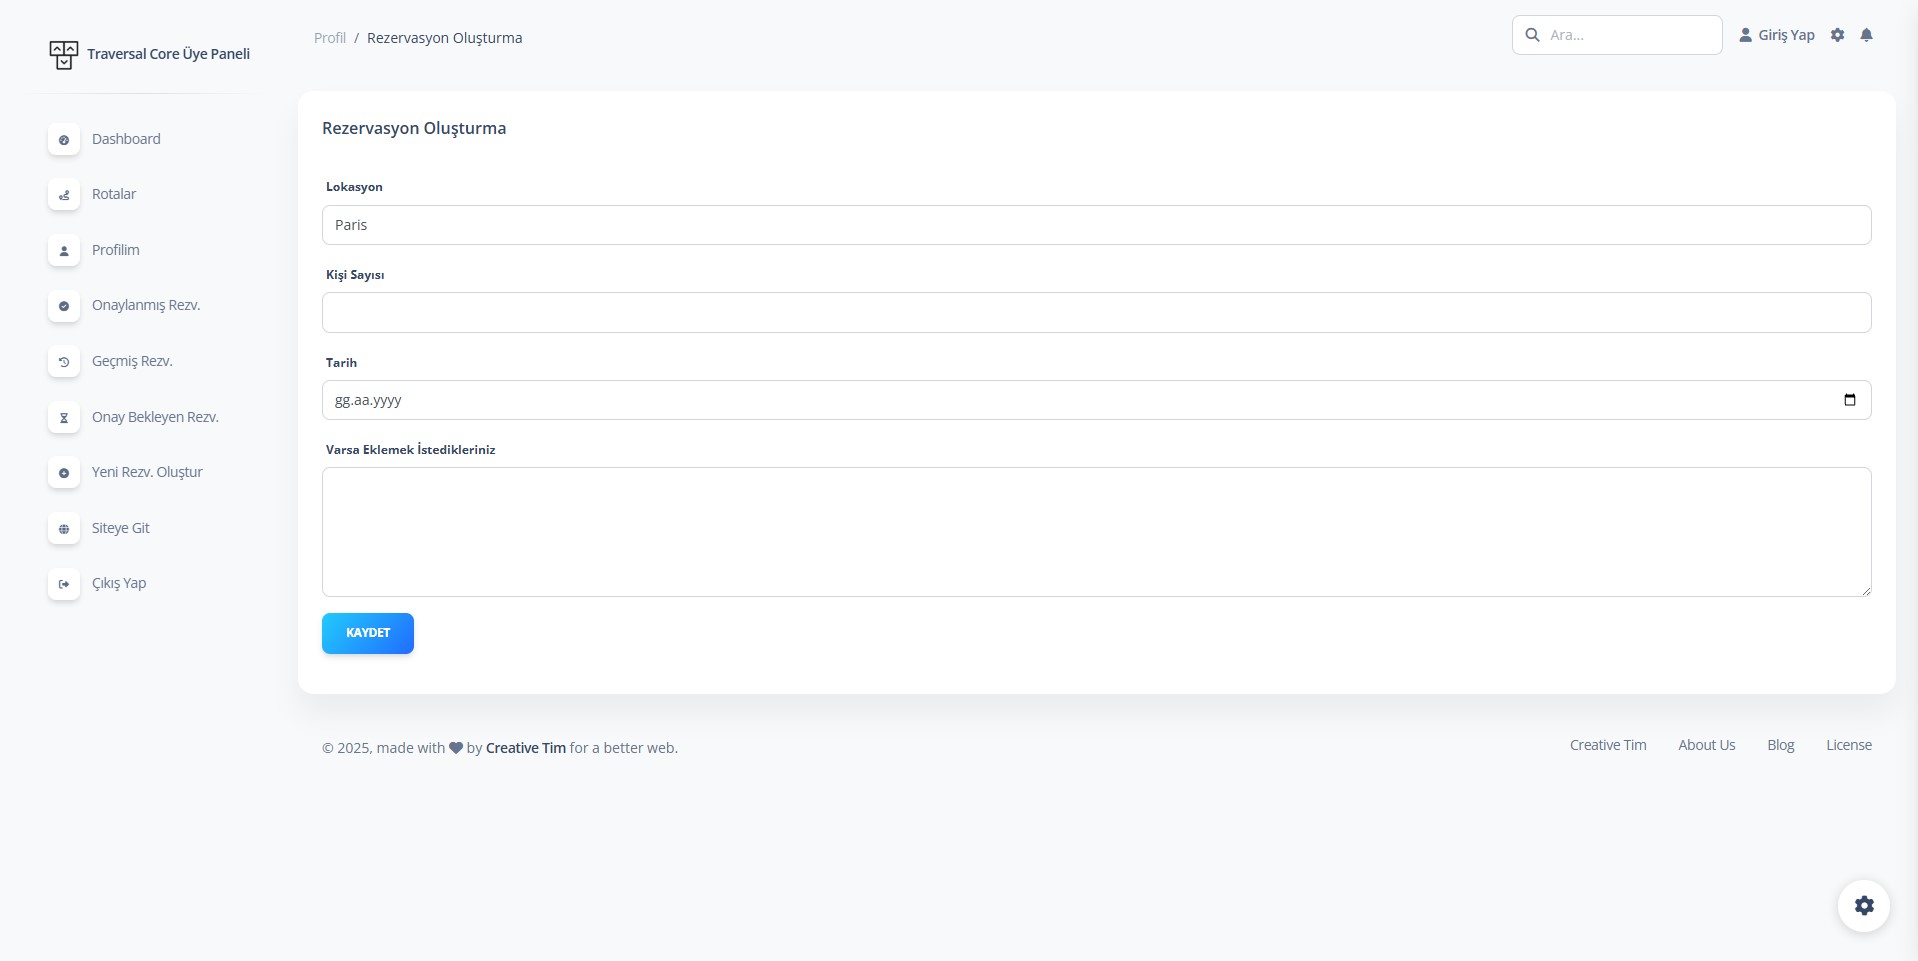 Traversal Core Üye Paneli
Dashboard
Rotalar
Profilim
Onaylanmış Rezv.
Geçmiş Rezv.
Onay Bekleyen Rezv.
Yeni Rezv. Oluştur
Siteye Git
Çıkış Yap
Profil / Rezervasyon Oluşturma
Ara...
Giriş Yap
Rezervasyon Oluşturma
Lokasyon
Paris
Kişi Sayısı
Tarih
gg.aa.yyyy
Varsa Eklemek İstedikleriniz
KAYDET
© 2025, made with by Creative Tim for a better web.
Creative Tim About Us Blog License